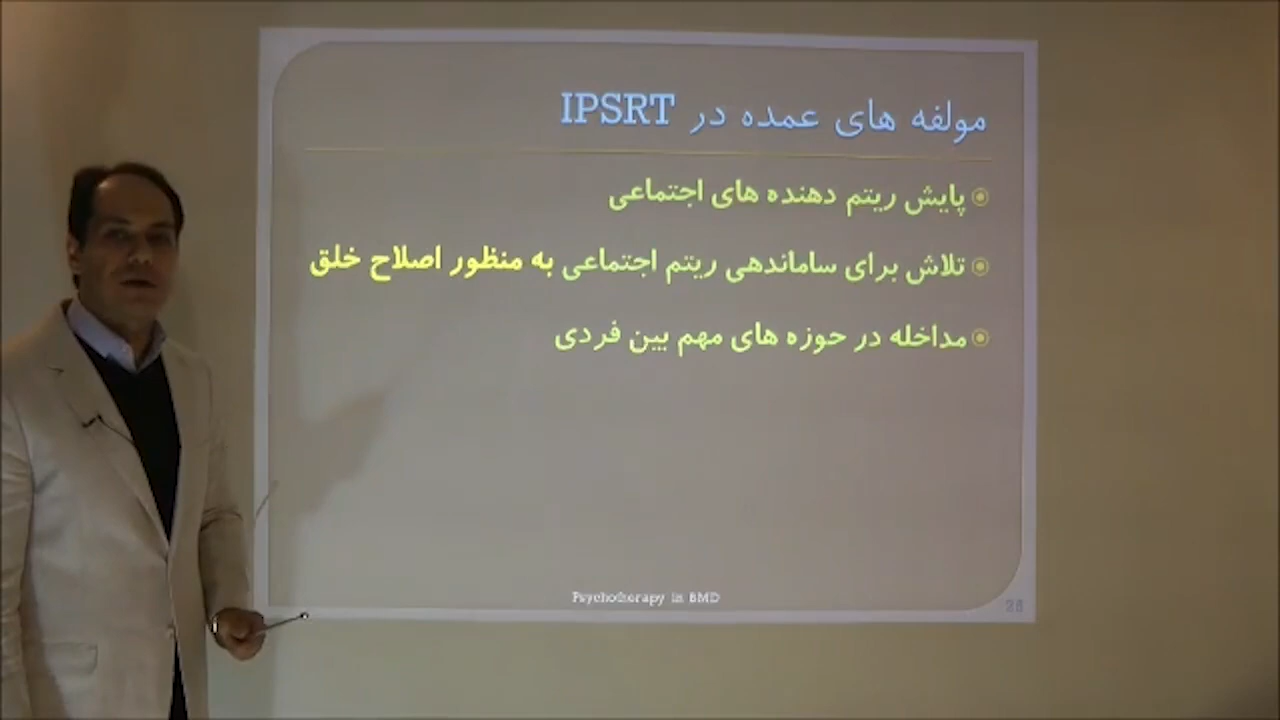 مولفه های عمده در IPSRT
پایش ریتم دهنده های اجتماعی
تلاش برای ساماندهی ریتم اجتماعی به منظور اصلاح خلق
مداخله در حوزه های مهم بین فردی
Psychotherapy in BMD